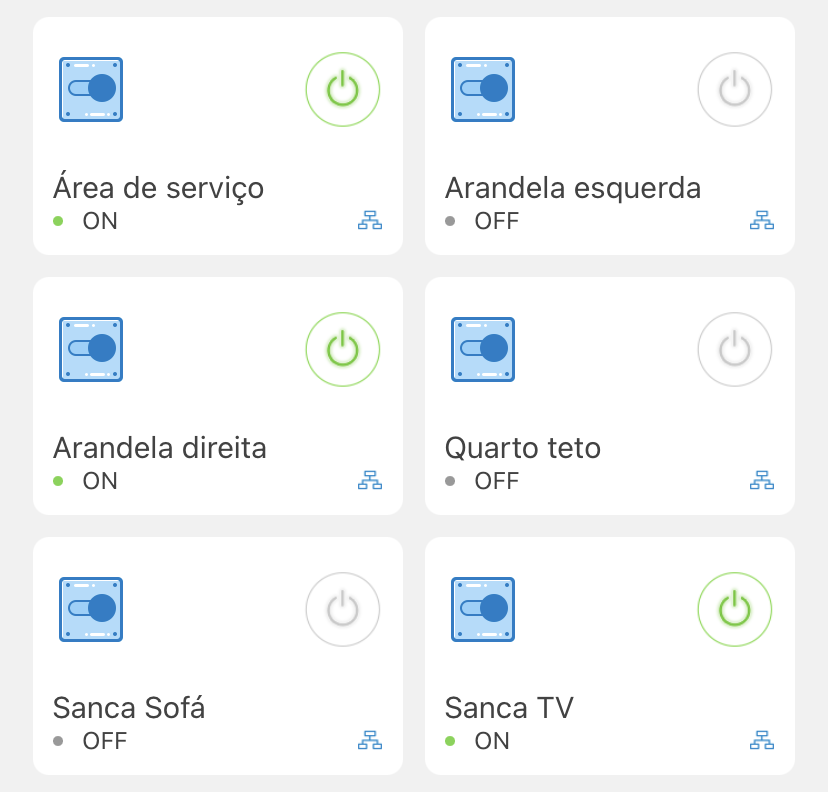 Área de serviço
ON
Arandela esquerda
OFF
Arandela direita
ON
Quarto teto
OFF
Sanca Sofá
OFF
Sanca TV
ON